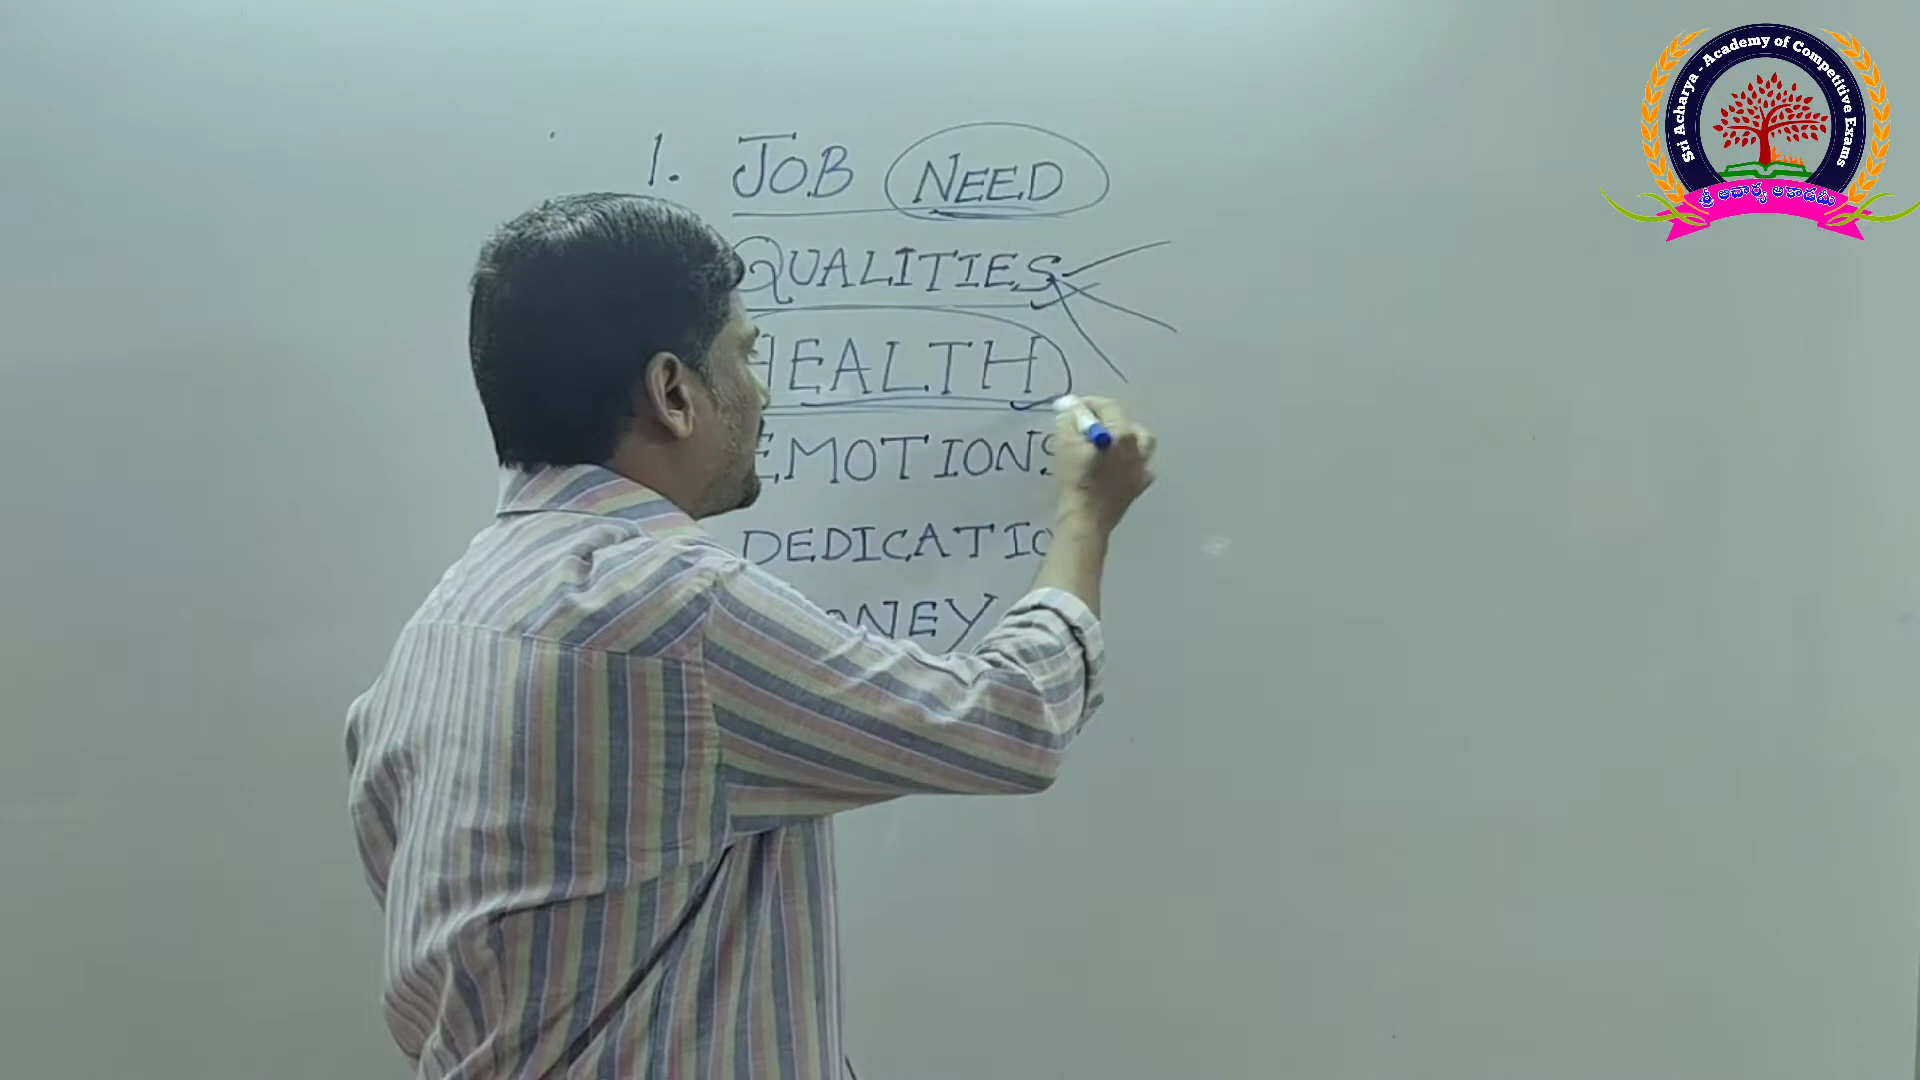 1. JOB NEED
QUALITIES
HEALTH
EMOTIONS
DEDICATIO
ONEY
Sri Acharya - Academy of Competitive Exams
శ్రీ ఆచార్య అకాడమీ